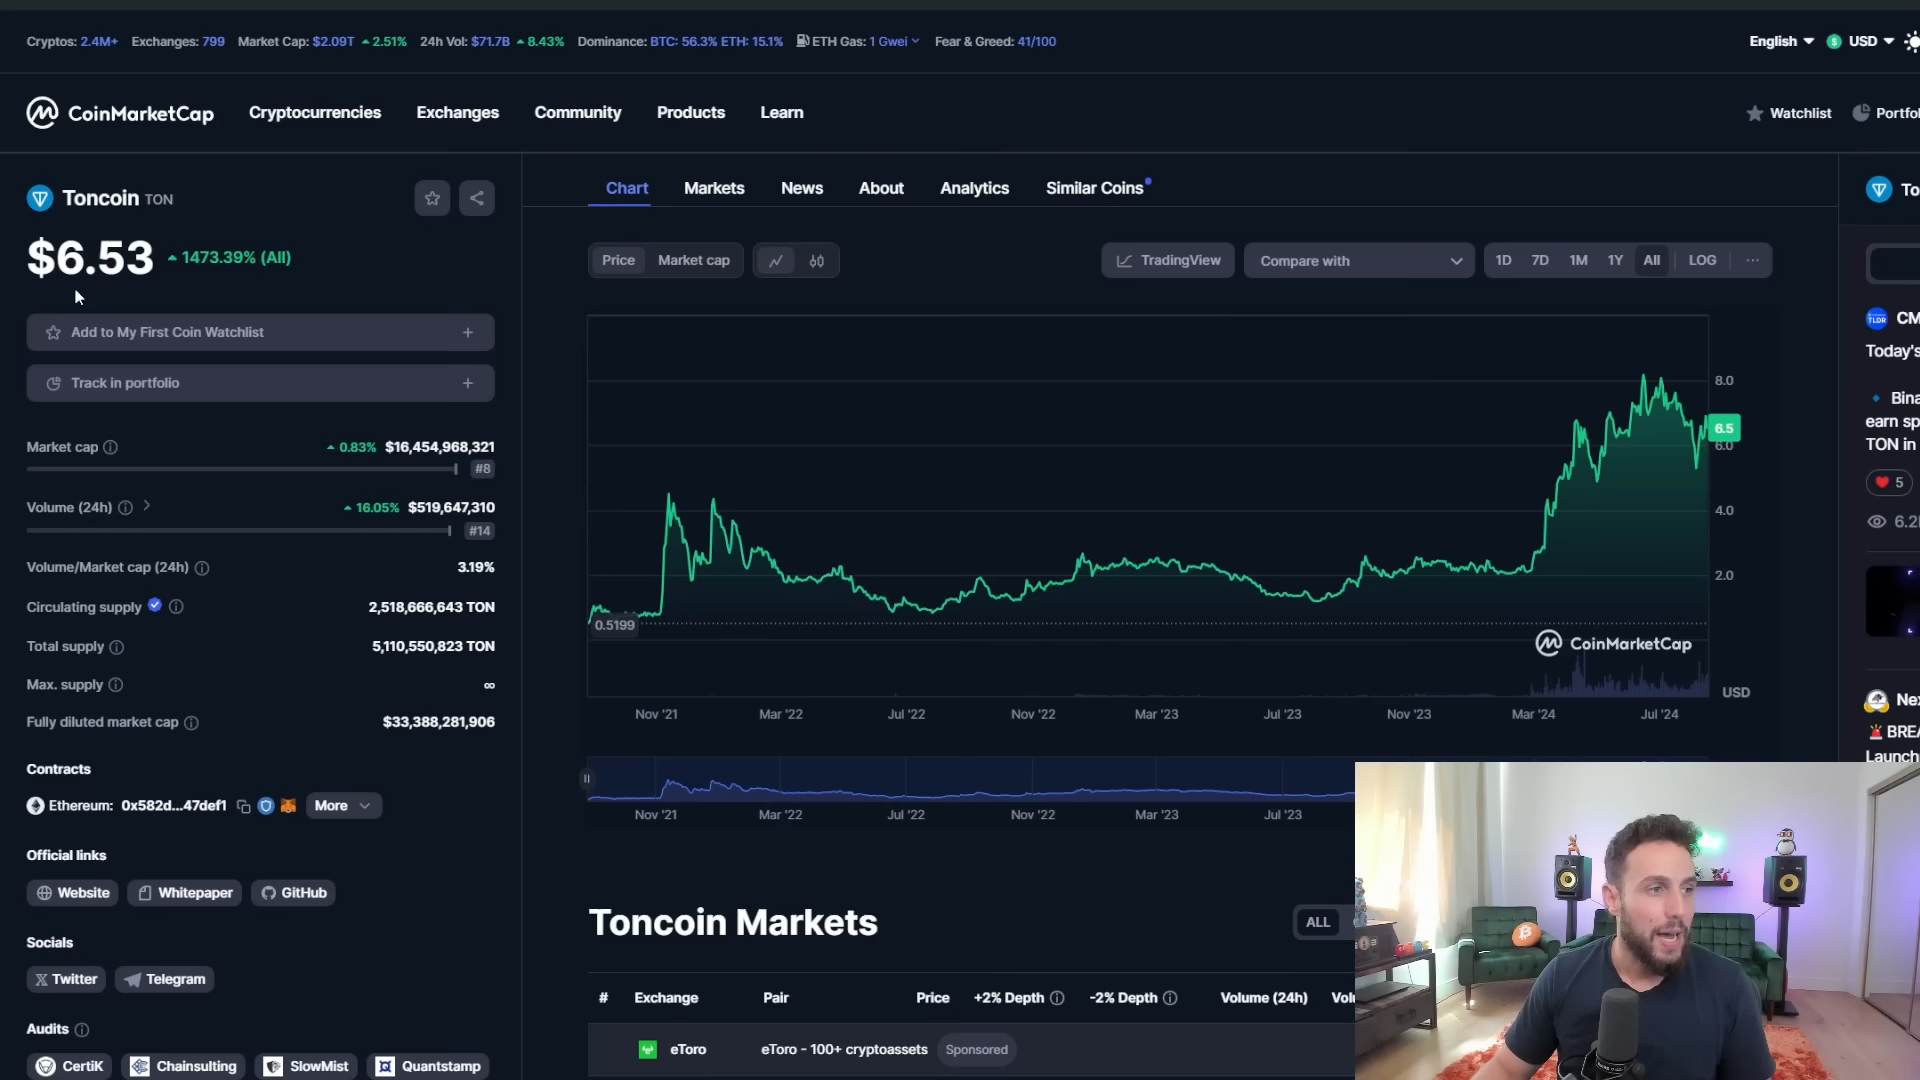 Cryptos: 2.4M+ Exchanges: 799 Market Cap: $2.09T 2.51% 24h Vol: $71.7B 8.43% Dominance: BTC: 56.3% ETH: 15.1% ETH Gas: 1 Gwei Fear & Greed: 41/100
English USD
CoinMarketCap Cryptocurrencies Exchanges Community Products Learn
Watchlist
Toncoin TON
$6.53 1473.39% (All)
Add to My First Coin Watchlist +
Track in portfolio +
Market cap 0.83% $16,454,968,321
#8
Volume (24h) 16.05% $519,647,310
#14
Volume/Market cap (24h) 3.19%
Circulating supply 2,518,666,643 TON
Total supply 5,110,550,823 TON
Max. supply ∞
Fully diluted market cap $33,388,281,906
Contracts
Ethereum: 0x582d...47def1 More
Official links
Website Whitepaper GitHub
Socials
Twitter Telegram
Audits
CertiK Chainsulting SlowMist Quantstamp
Chart Markets News About Analytics Similar Coins
Price Market cap
TradingView Compare with 1D 7D 1M 1Y All LOG ...
8.0
6.5
6.0
4.0
2.0
0.5199
CoinMarketCap
USD
Nov '21 Mar '22 Jul '22 Nov '22 Mar '23 Jul '23 Nov '23 Mar '24 Jul '24
Nov '21 Mar '22 Jul '22 Nov '22 Mar '23 Jul '23
Toncoin Markets
ALL
# Exchange Pair Price +2% Depth -2% Depth Volume (24h)
eToro eToro - 100+ cryptoassets Sponsored
TLDR
Today's
earn sp
TON in
5